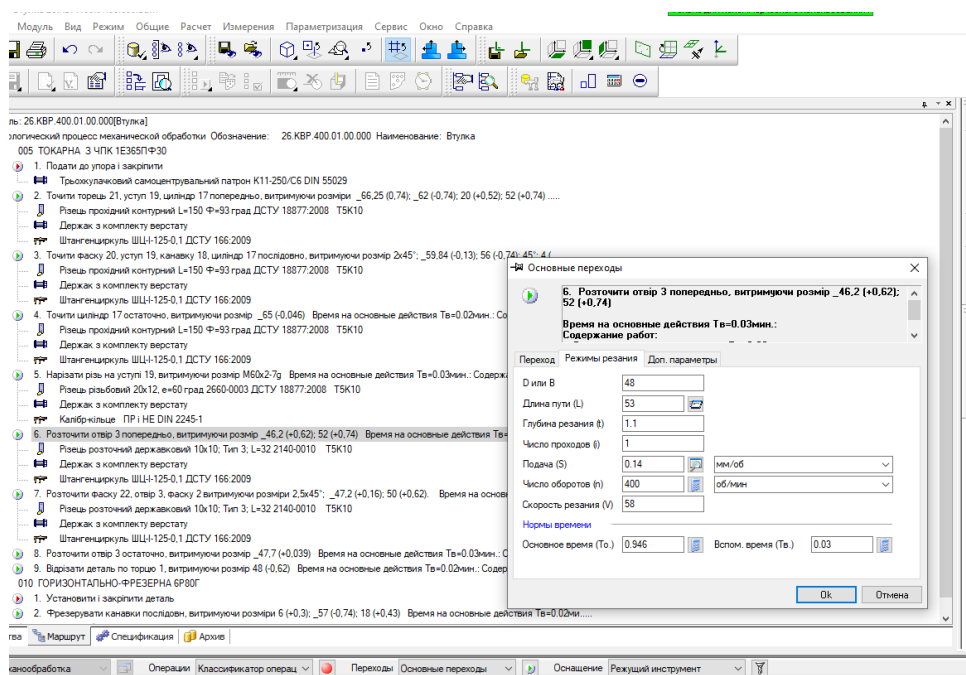 Модуль Вид Режим Общие Расчет Измерения Параметризация Сервис Окно Справка
ль: 26.КВР.400.01.00.000[Втулка]
ологический процесс механической обработки Обозначение: 26.КВР.400.01.00.000 Наименование: Втулка
005 ТОКАРНА З ЧПК 1Е365ПФ30
1. Подати до упора і закріпити
Трьохкулачковий самоцентрувальний патрон К11-250/С6 DIN 55029
2. Точити торець 21, уступ 19, циліндр 17 попередньо, витримуючи розміри _66,25 (0,74); _62 (-0,74); 20 (+0,52); 52 (+0,74) .....
Різець прохідний контурний L=150 Ф=93 град ДСТУ 18877:2008 Т5К10
Держак з комплекту верстату
Штангенциркуль ШЦ-І-125-0,1 ДСТУ 166:2009
3. Точити фаску 20, уступ 19, канавку 18, циліндр 17 послідовно, витримуючи розмір 2х45°; _59,84 (-0,13); 56 (-0,74); 45°; 4 (
Різець прохідний контурний L=150 Ф=93 град ДСТУ 18877:2008 Т5К10
Держак з комплекту верстату
Штангенциркуль ШЦ-І-125-0,1 ДСТУ 166:2009
4. Точити циліндр 17 остаточно, витримуючи розмір _65 (-0,046) Время на основные действия Тв=0.02мин.: Со
Різець прохідний контурний L=150 Ф=93 град ДСТУ 18877:2008 Т5К10
Держак з комплекту верстату
Штангенциркуль ШЦ-І-125-0,1 ДСТУ 166:2009
5. Нарізати різь на уступі 19, витримуючи розмір М60х2-7g Время на основные действия Тв=0.03мин.: Содерж
Різець різьбовий 20х12, е=60 град 2660-0003 ДСТУ 18877:2008 Т5К10
Держак з комплекту верстату
Калібр-кільце ПР і НЕ DIN 2245-1
6. Розточити отвір 3 попередньо, витримуючи розмір _46,2 (+0,62); 52 (+0,74) Время на основные действия Тв=
Різець розточний державковий 10х10; Тип 3; L=32 2140-0010 Т5К10
Держак з комплекту верстату
Штангенциркуль ШЦ-І-125-0,1 ДСТУ 166:2009
7. Розточити фаску 22, отвір 3, фаску 2 витримуючи розміри 2,5х45°; _47,2 (+0,16); 50 (+0,62). Время на основн
Різець розточний державковий 10х10; Тип 3; L=32 2140-0010 Т5К10
Держак з комплекту верстату
Штангенциркуль ШЦ-І-125-0,1 ДСТУ 166:2009
8. Розточити отвір 3 остаточно, витримуючи розмір _47,7 (+0,039) Время на основные действия Тв=0.03мин.: С
9. Відрізати деталь по торцю 1, витримуючи розмір 48 (-0,62) Время на основные действия Тв=0.02мин.: Содер
010 ГОРИЗОНТАЛЬНО-ФРЕЗЕРНА 6Р80Г
1. Установити і закріпити деталь
2. Фрезерувати канавки послідовн, витримуючи розміри 6 (+0,3); _57 (-0,74); 18 (+0,43) Время на основные действия Тв=0.02ми.....
Основные переходы
6. Розточити отвір 3 попередньо, витримуючи розмір _46,2 (+0,62);
52 (+0,74)
Время на основные действия Тв=0.03мин.:
Содержание работ:
Переход Режимы резания Доп. параметры
D или B 48
Длина пути (L) 53
Глубина резания (t) 1.1
Число проходов (i) 1
Подача (S) 0.14 мм/об
Число оборотов (n) 400 об/мин
Скорость резания (V) 58
Нормы времени
Основное время (То.) 0.946 Вспом. время (Тв.) 0.03
Ok Отмена
тва Маршрут Спецификация Архив
ханообработка Операции Классификатор операц Переходы Основные переходы Оснащение Режущий инструмент